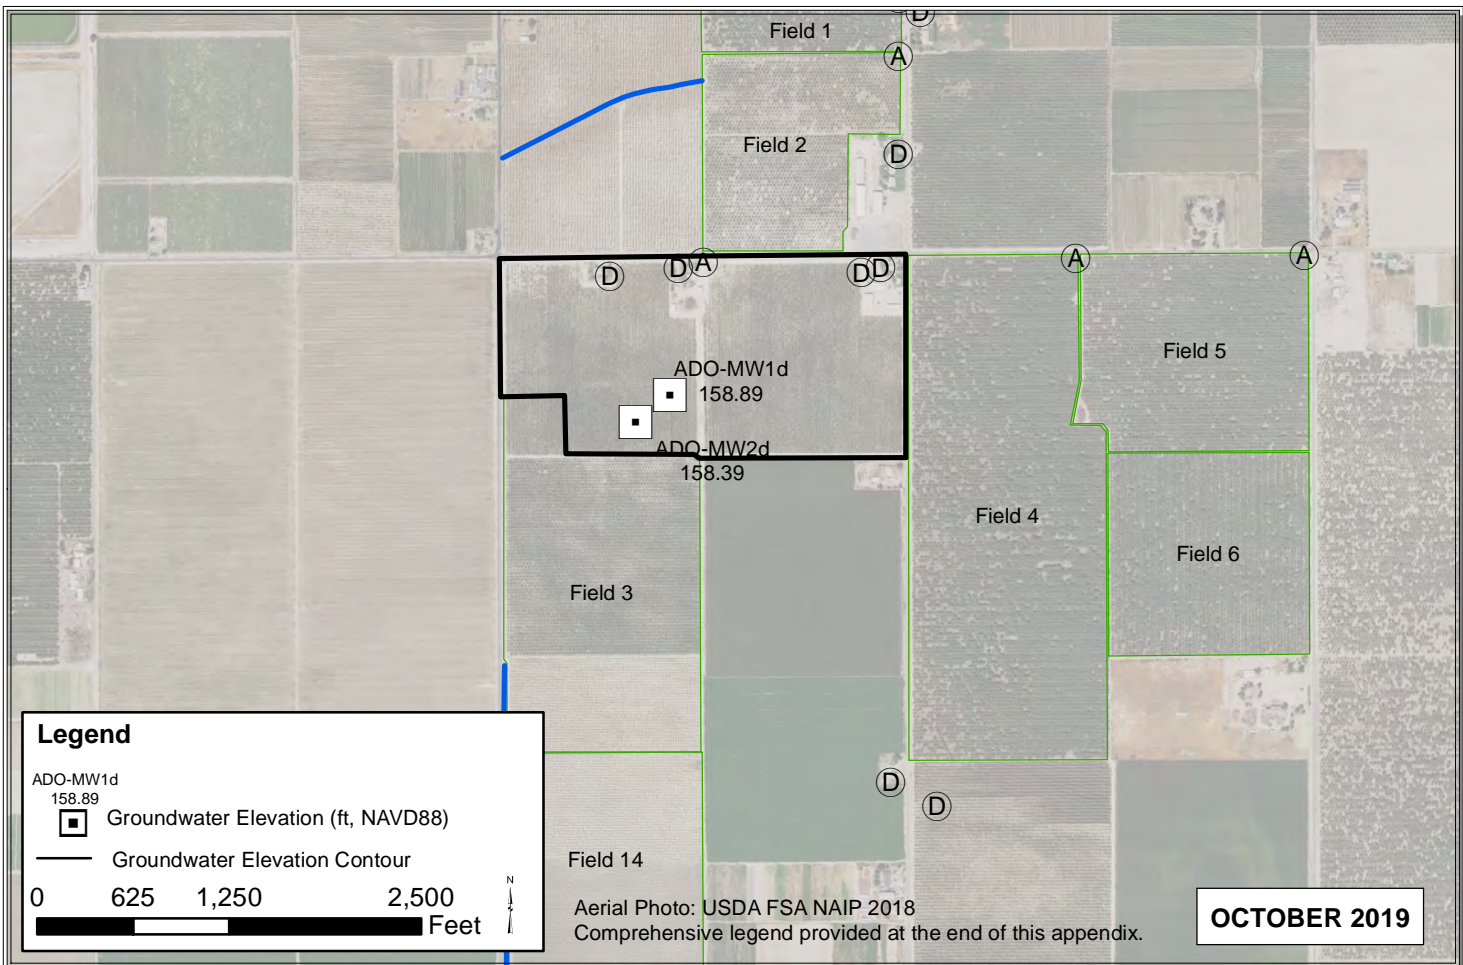 D
Field 1
A
Field 2
D
D
D
A
D
D
A
A
ADO-MW1d
158.89
Field 5
ADO-MW2d
158.39
Field 4
Field 6
Field 3
D
D
Field 14
Legend
ADO-MW1d
158.89
Groundwater Elevation (ft, NAVD88)
Groundwater Elevation Contour
0 625 1,250 2,500
Feet
N
Aerial Photo: USDA FSA NAIP 2018
Comprehensive legend provided at the end of this appendix.
OCTOBER 2019